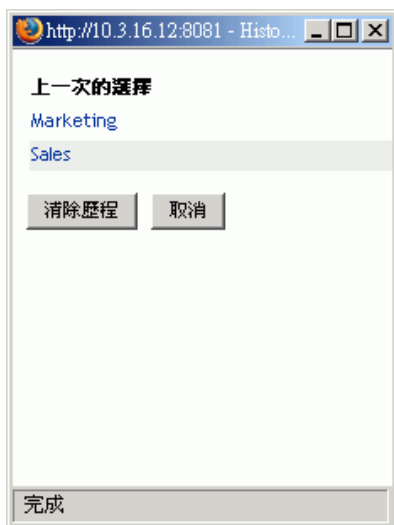 http://10.3.16.12:8081 - Histo...
上一次的選擇
Marketing
Sales
清除歷程 取消
完成